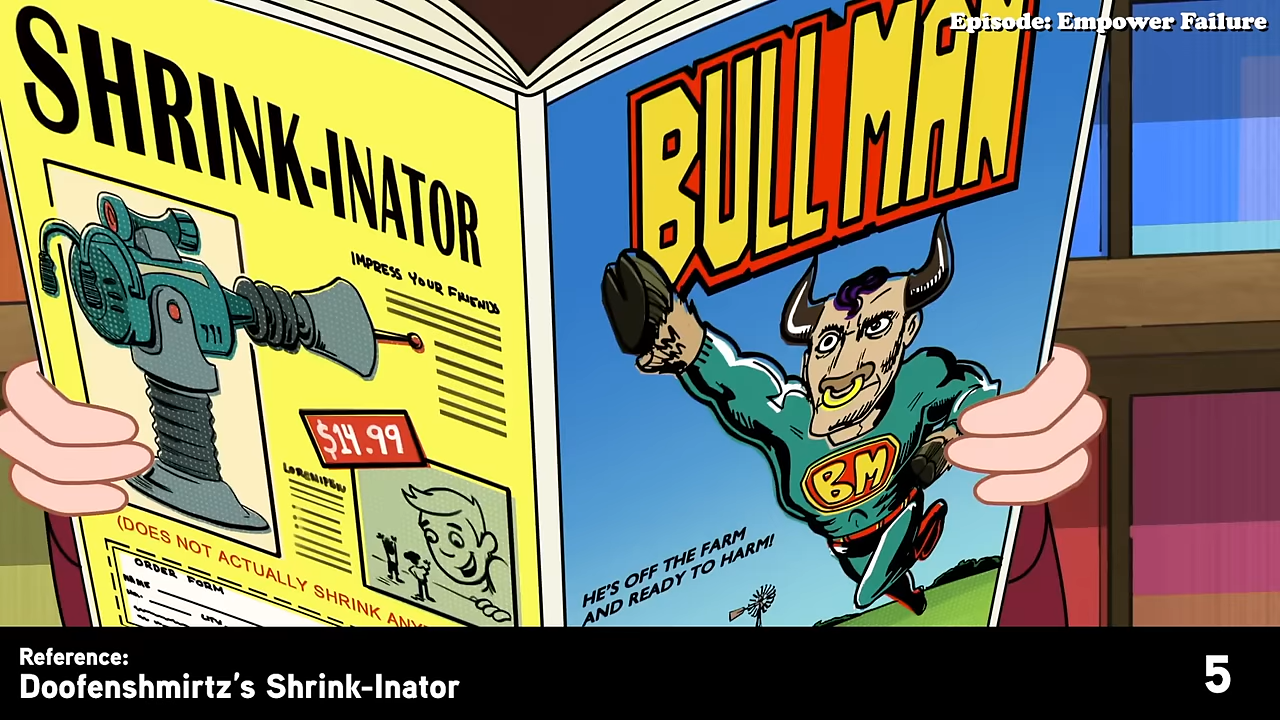 Episode: Empower Failure
SHRINK-INATOR
IMPRESS YOUR FRIENDS
$14.99
(DOES NOT ACTUALLY SHRINK
ORDER FORM
NAME
BULL MAN
BM
HE'S OFF THE FARM
AND READY TO HARM!
Reference:
Doofenshmirtz's Shrink-Inator
5